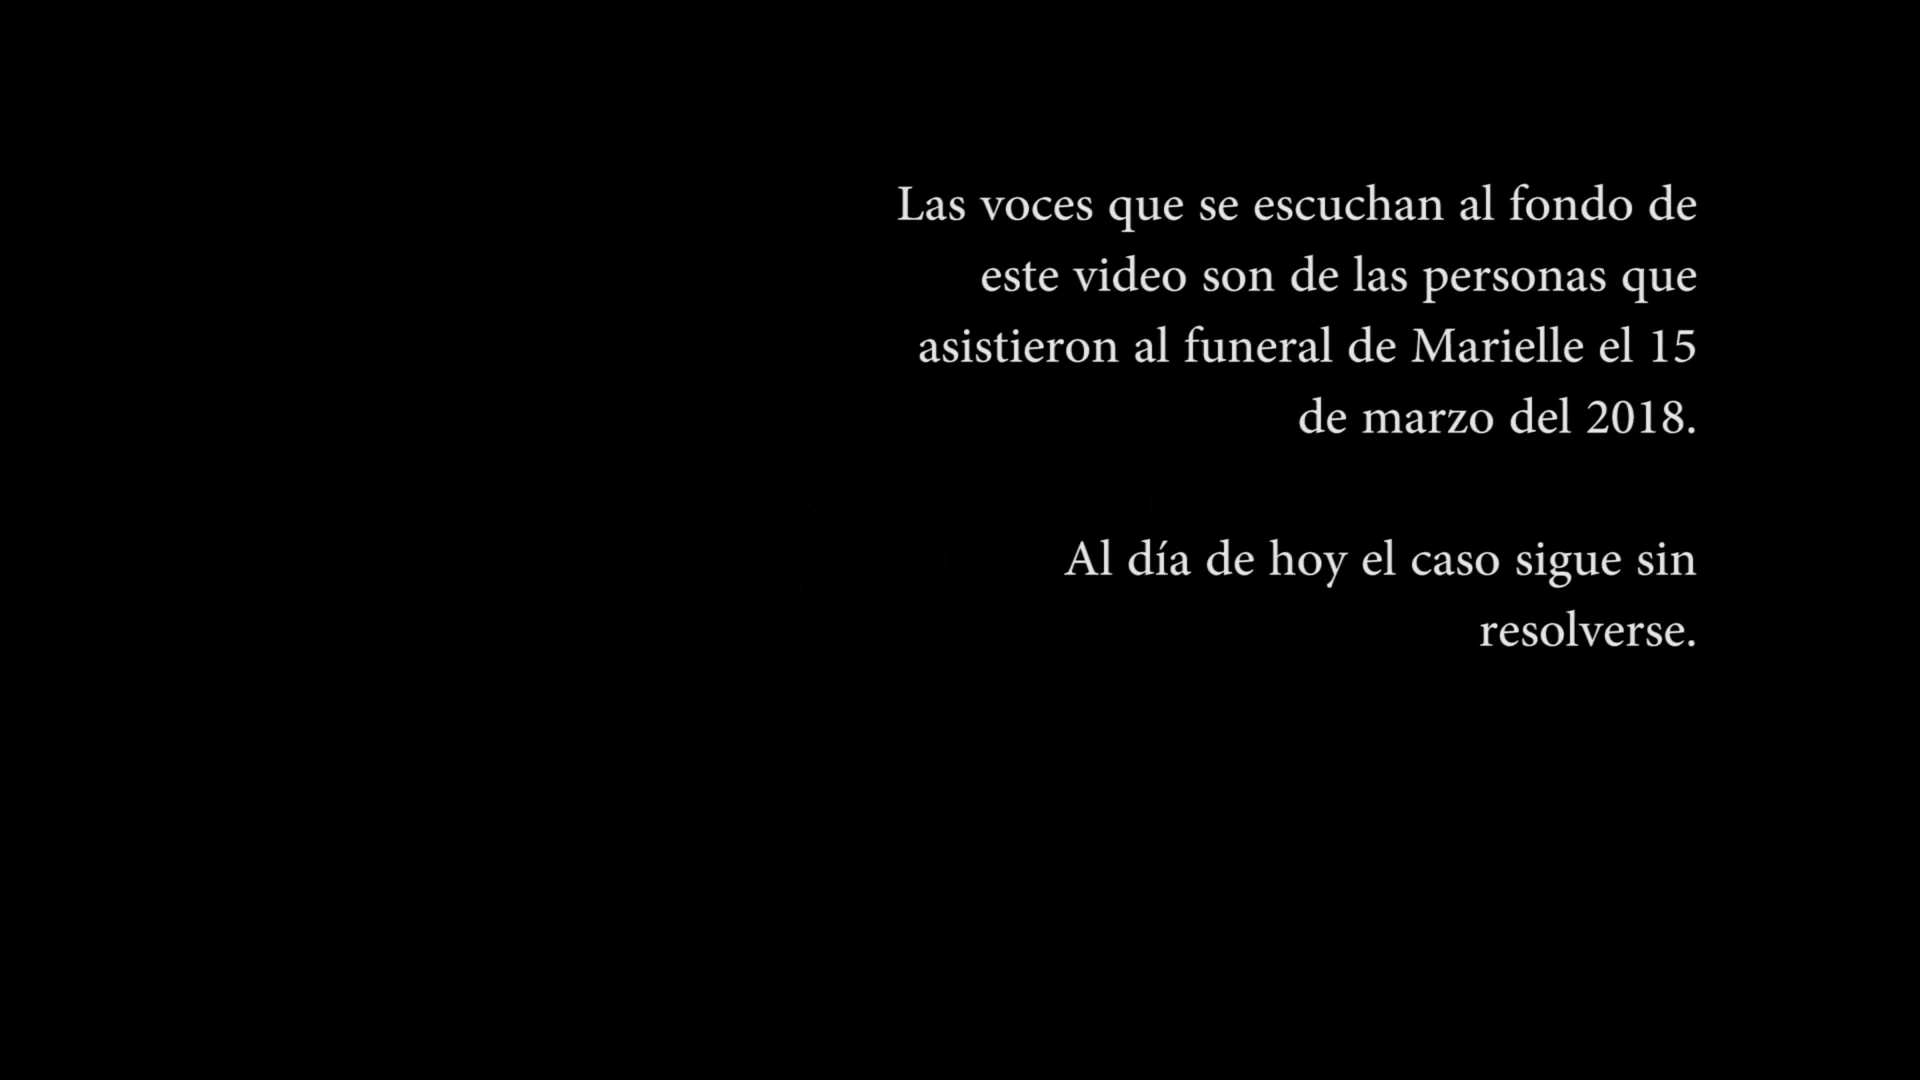 Las voces que se escuchan al fondo de
este video son de las personas que
asistieron al funeral de Marielle el 15
de marzo del 2018.
Al día de hoy el caso sigue sin
resolverse.